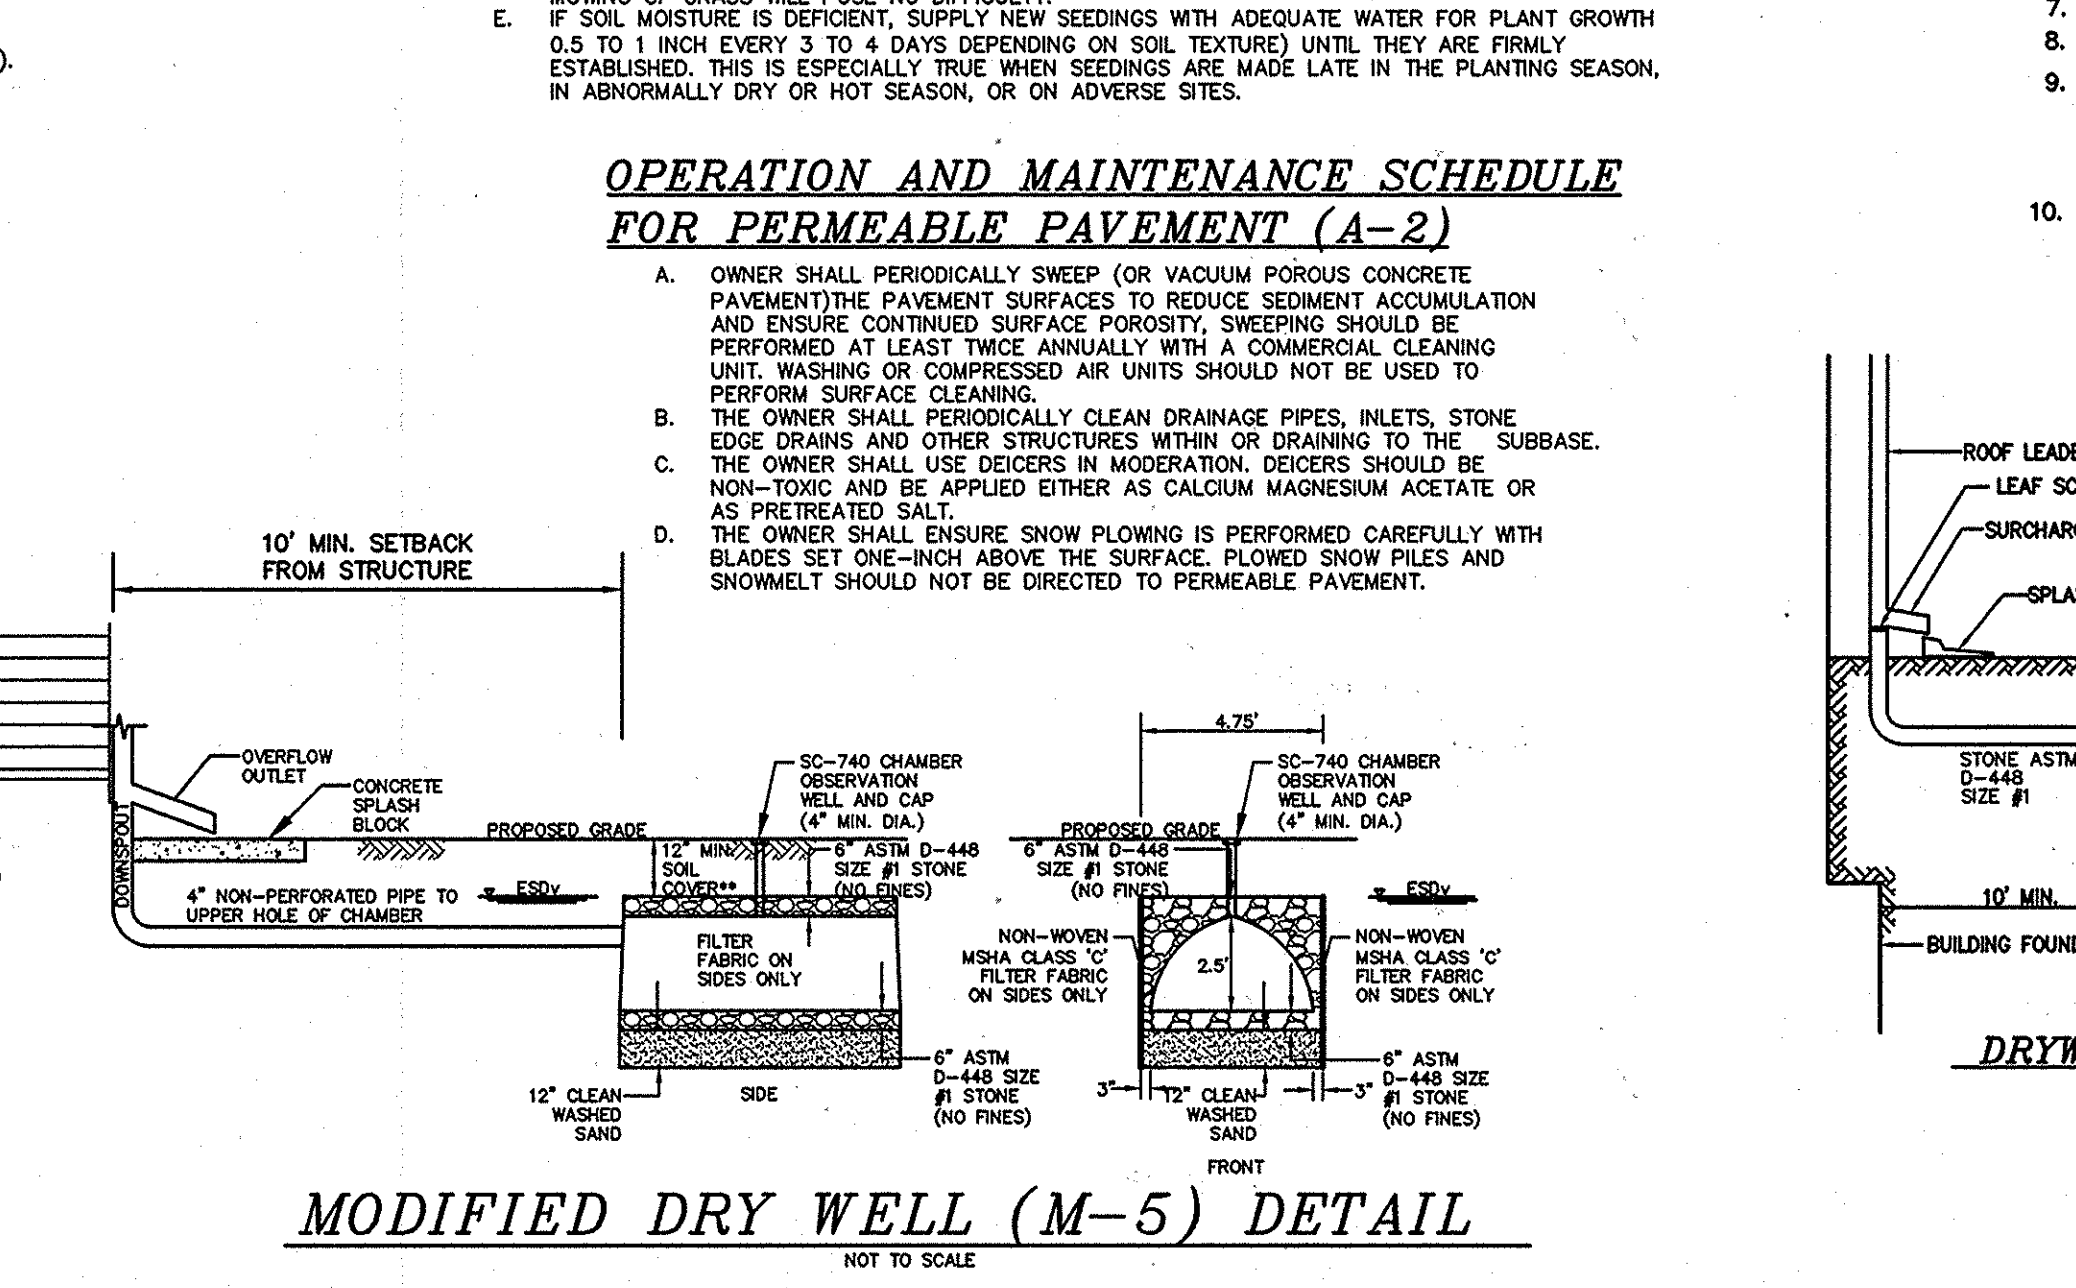 E. IF SOIL MOISTURE IS DEFICIENT, SUPPLY NEW SEEDINGS WITH ADEQUATE WATER FOR PLANT GROWTH
0.5 TO 1 INCH EVERY 3 TO 4 DAYS DEPENDING ON SOIL TEXTURE) UNTIL THEY ARE FIRMLY
ESTABLISHED. THIS IS ESPECIALLY TRUE WHEN SEEDINGS ARE MADE LATE IN THE PLANTING SEASON,
IN ABNORMALLY DRY OR HOT SEASON, OR ON ADVERSE SITES.
).
7.
8.
9.
10.
OPERATION AND MAINTENANCE SCHEDULE
FOR PERMEABLE PAVEMENT (A-2)
A. OWNER SHALL PERIODICALLY SWEEP (OR VACUUM POROUS CONCRETE
PAVEMENT)THE PAVEMENT SURFACES TO REDUCE SEDIMENT ACCUMULATION
AND ENSURE CONTINUED SURFACE POROSITY, SWEEPING SHOULD BE
PERFORMED AT LEAST TWICE ANNUALLY WITH A COMMERCIAL CLEANING
UNIT. WASHING OR COMPRESSED AIR UNITS SHOULD NOT BE USED TO
PERFORM SURFACE CLEANING.
B. THE OWNER SHALL PERIODICALLY CLEAN DRAINAGE PIPES, INLETS, STONE
EDGE DRAINS AND OTHER STRUCTURES WITHIN OR DRAINING TO THE SUBBASE.
C. THE OWNER SHALL USE DEICERS IN MODERATION. DEICERS SHOULD BE
NON-TOXIC AND BE APPLIED EITHER AS CALCIUM MAGNESIUM ACETATE OR
AS PRETREATED SALT.
D. THE OWNER SHALL ENSURE SNOW PLOWING IS PERFORMED CAREFULLY WITH
BLADES SET ONE-INCH ABOVE THE SURFACE. PLOWED SNOW PILES AND
SNOWMELT SHOULD NOT BE DIRECTED TO PERMEABLE PAVEMENT.
10' MIN. SETBACK
FROM STRUCTURE
OVERFLOW
OUTLET
CONCRETE
SPLASH
BLOCK
DOWNSPOUT
PROPOSED GRADE
4" NON-PERFORATED PIPE TO
UPPER HOLE OF CHAMBER
ESDv
12" MIN.
SOIL
COVER**
SC-740 CHAMBER
OBSERVATION
WELL AND CAP
(4" MIN. DIA.)
6" ASTM D-448
SIZE #1 STONE
(NO FINES)
FILTER
FABRIC ON
SIDES ONLY
12" CLEAN
WASHED
SAND
SIDE
6" ASTM
D-448 SIZE
#1 STONE
(NO FINES)
4.75'
SC-740 CHAMBER
OBSERVATION
WELL AND CAP
(4" MIN. DIA.)
PROPOSED GRADE
6" ASTM D-448
SIZE #1 STONE
(NO FINES)
ESDv
NON-WOVEN
MSHA CLASS 'C'
FILTER FABRIC
ON SIDES ONLY
2.5'
NON-WOVEN
MSHA CLASS 'C'
FILTER FABRIC
ON SIDES ONLY
3"
12" CLEAN
WASHED
SAND
3"
6" ASTM
D-448 SIZE
#1 STONE
(NO FINES)
FRONT
MODIFIED DRY WELL (M-5) DETAIL
NOT TO SCALE
ROOF LEADE
LEAF SC
SURCHAR
SPLA
STONE ASTM
D-448
SIZE #1
10' MIN.
BUILDING FOUN
DRYW